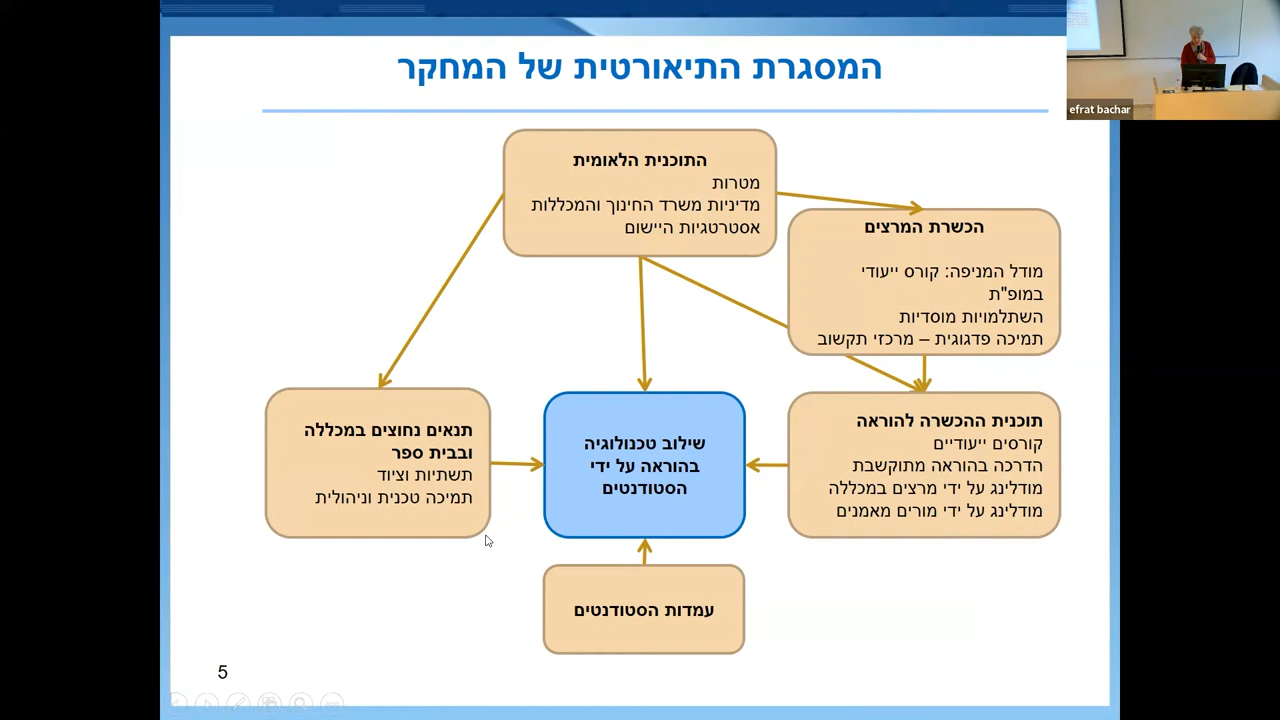 המסגרת התיאורטית של המחקר
efrat bachar
התוכנית הלאומית
מטרות
מדיניות משרד החינוך והמכללות
אסטרטגיות היישום
הכשרת המרצים
מודל המניפה: קורס ייעודי
במופ"ת
השתלמויות מוסדיות
תמיכה פדגוגית – מרכזי תקשוב
תוכנית ההכשרה להוראה
קורסים ייעודיים
הדרכה בהוראה מתוקשבת
מודלינג על ידי מרצים במכללה
מודלינג על ידי מורים מאמנים
שילוב טכנולוגיה
בהוראה על ידי
הסטודנטים
תנאים נחוצים במכללה
ובבית ספר
תשתיות וציוד
תמיכה טכנית וניהולית
עמדות הסטודנטים
5